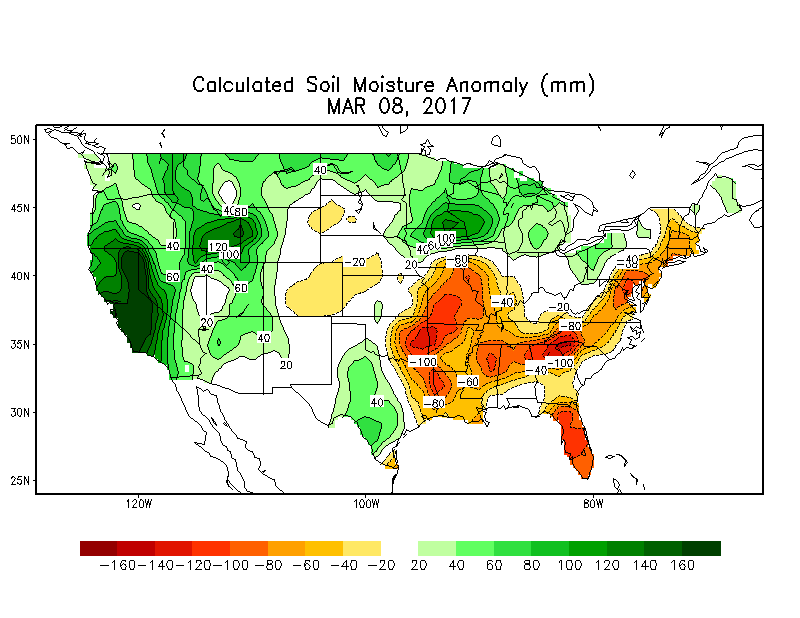 Calculated Soil Moisture Anomaly (mm)
MAR 08, 2017
50N
40
45N
40 80
100
120 40 60
40 100
-60 -40
-20
40 20
40N
60 60
-40
20 -20
-80
35N
40
-100 -100
20 -40
-60
40
30N
25N
120W 100W 80W
-160 -140 -120 -100 -80 -60 -40 -20 20 40 60 80 100 120 140 160